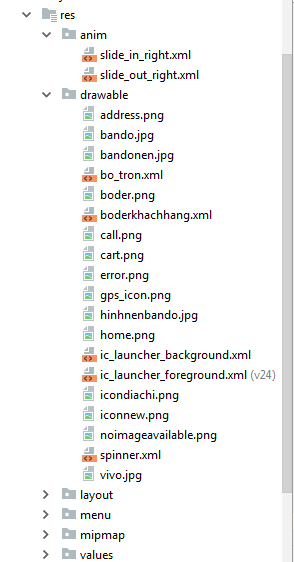 res
anim
slide_in_right.xml
slide_out_right.xml
drawable
address.png
bando.jpg
bandonen.jpg
bo_tron.xml
boder.png
boderkhachhang.xml
call.png
cart.png
error.png
gps_icon.png
hinhnenbando.jpg
home.png
ic_launcher_background.xml
ic_launcher_foreground.xml (v24)
icondiachi.png
iconnew.png
noimageavailable.png
spinner.xml
vivo.jpg
layout
menu
mipmap
values